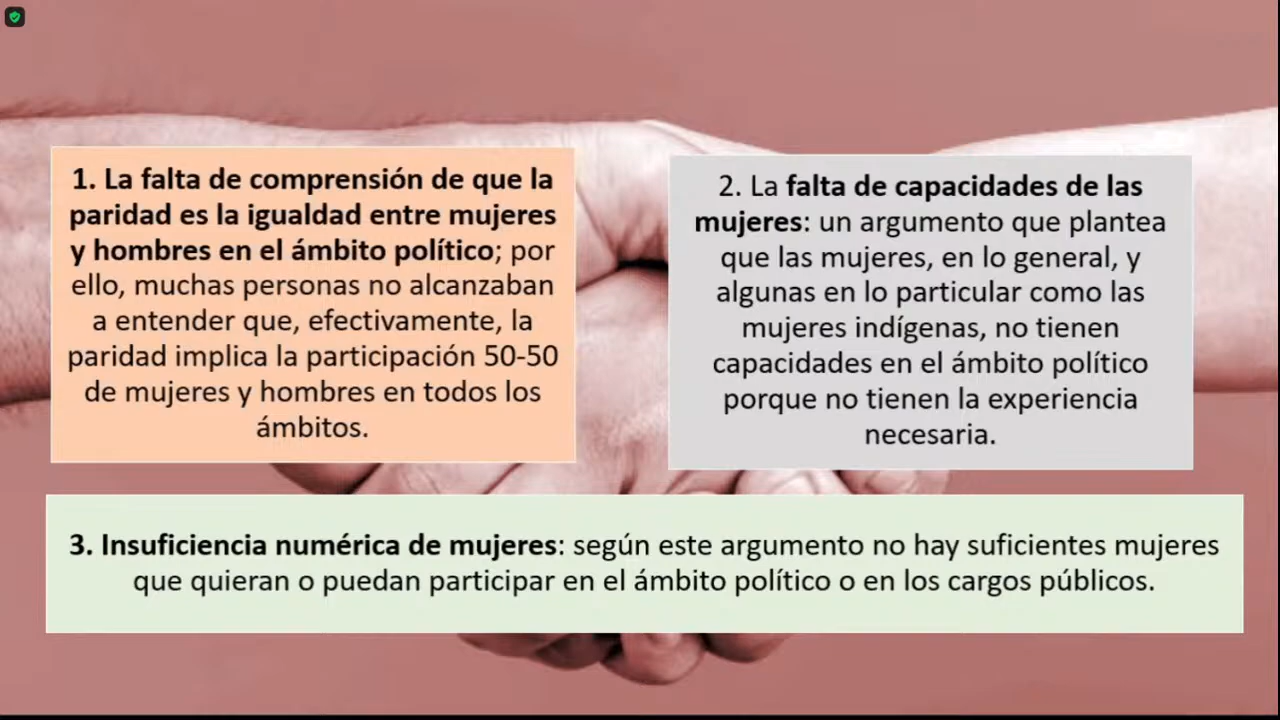 1. La falta de comprensión de que la
paridad es la igualdad entre mujeres
y hombres en el ámbito político; por
ello, muchas personas no alcanzaban
a entender que, efectivamente, la
paridad implica la participación 50-50
de mujeres y hombres en todos los
ámbitos.
2. La falta de capacidades de las
mujeres: un argumento que plantea
que las mujeres, en lo general, y
algunas en lo particular como las
mujeres indígenas, no tienen
capacidades en el ámbito político
porque no tienen la experiencia
necesaria.
3. Insuficiencia numérica de mujeres: según este argumento no hay suficientes mujeres
que quieran o puedan participar en el ámbito político o en los cargos públicos.